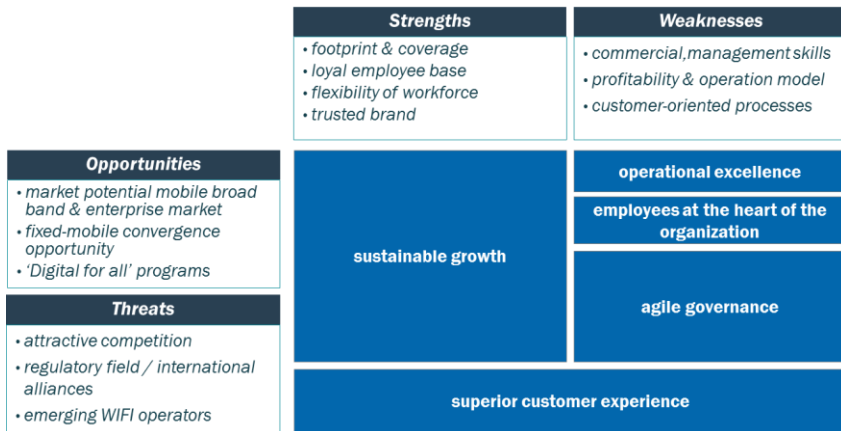 Strengths
• footprint & coverage
• loyal employee base
• flexibility of workforce
• trusted brand
Weaknesses
• commercial,management skills
• profitability & operation model
• customer-oriented processes
Opportunities
• market potential mobile broad
band & enterprise market
• fixed-mobile convergence
opportunity
• ‘Digital for all’ programs
Threats
• attractive competition
• regulatory field / international
alliances
• emerging WIFI operators
sustainable growth
operational excellence
employees at the heart of the
organization
agile governance
superior customer experience